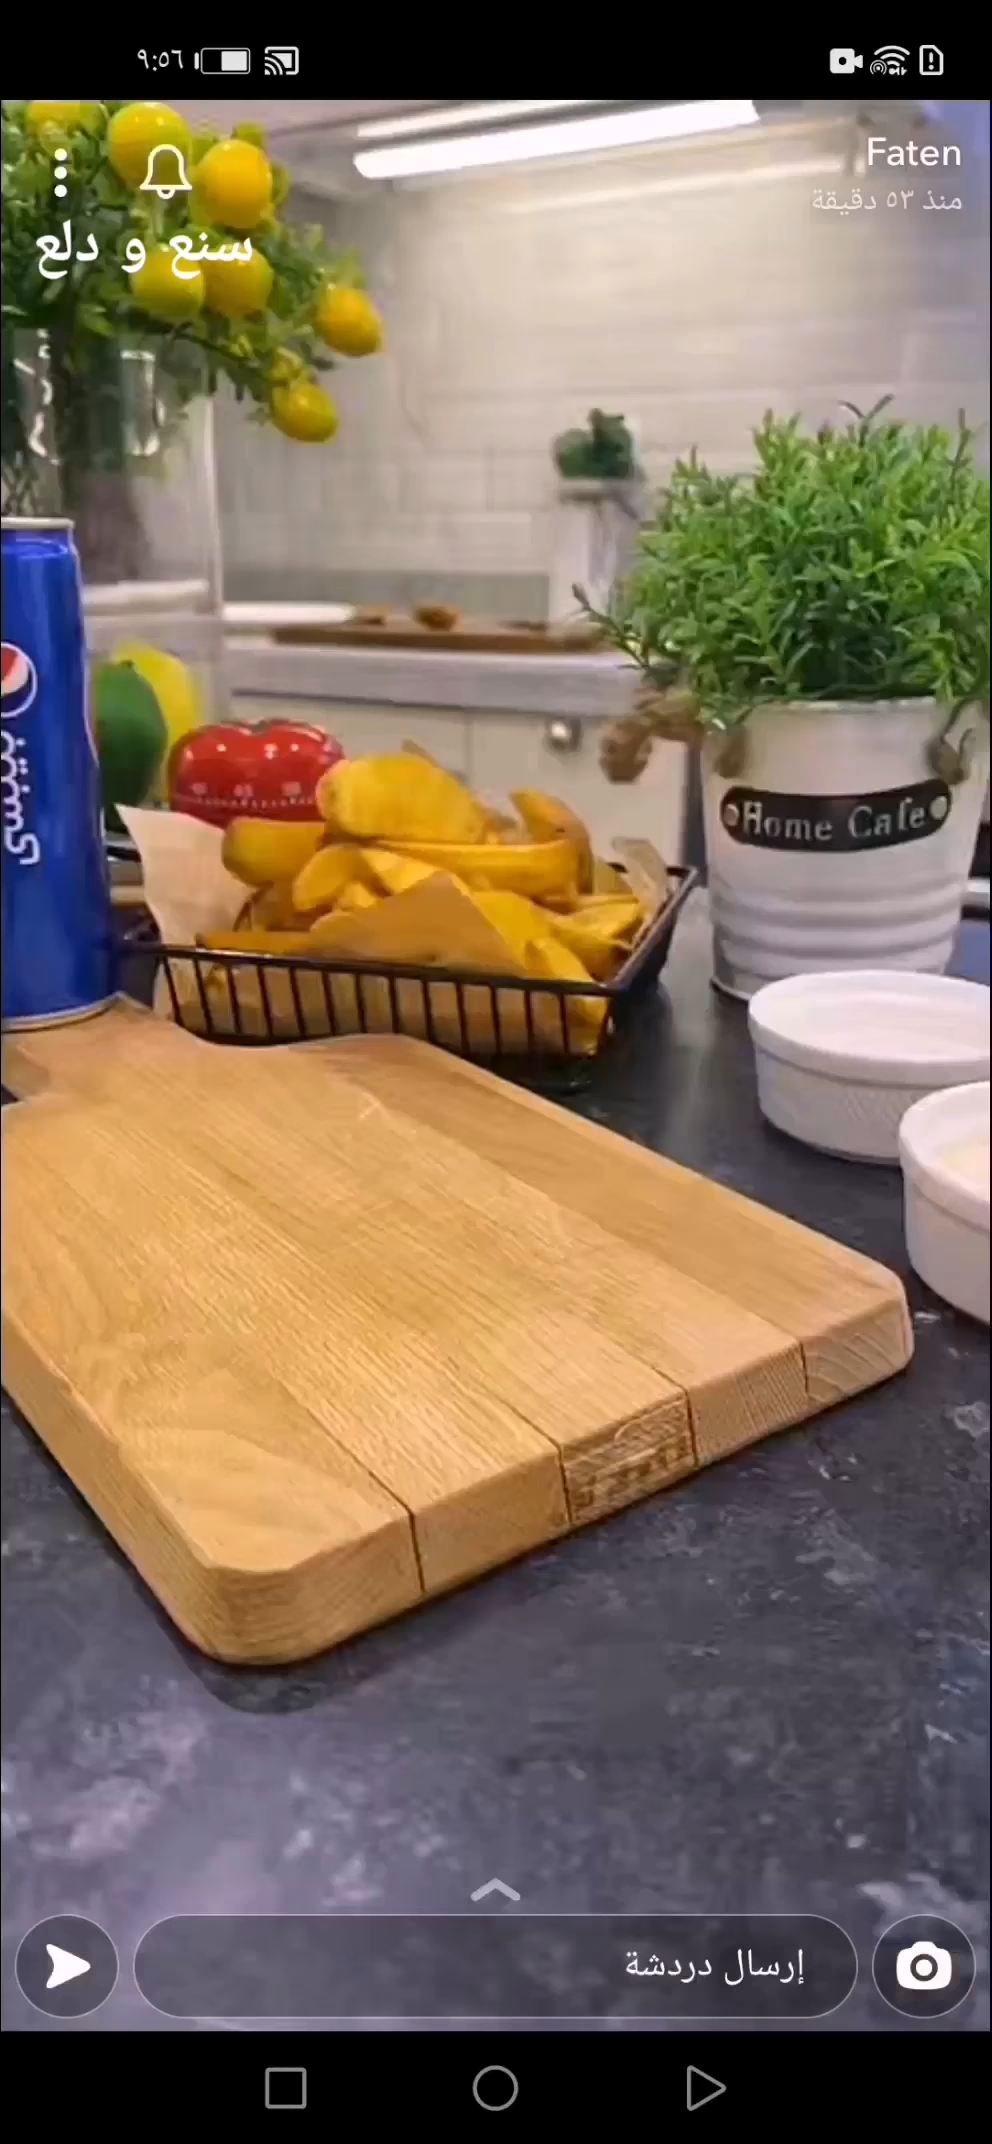 ٩:٥٦
Faten
منذ ٥٣ دقيقة
سنع و دلع
بيبسي
Home Cafe
إرسال دردشة